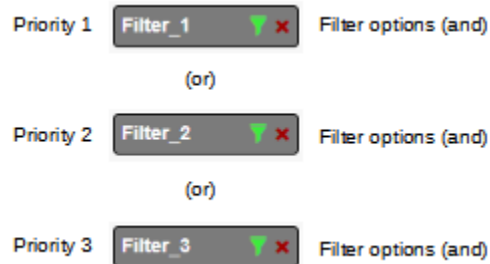 Priority 1 Filter_1 Filter options (and)
(or)
Priority 2 Filter_2 Filter options (and)
(or)
Priority 3 Filter_3 Filter options (and)